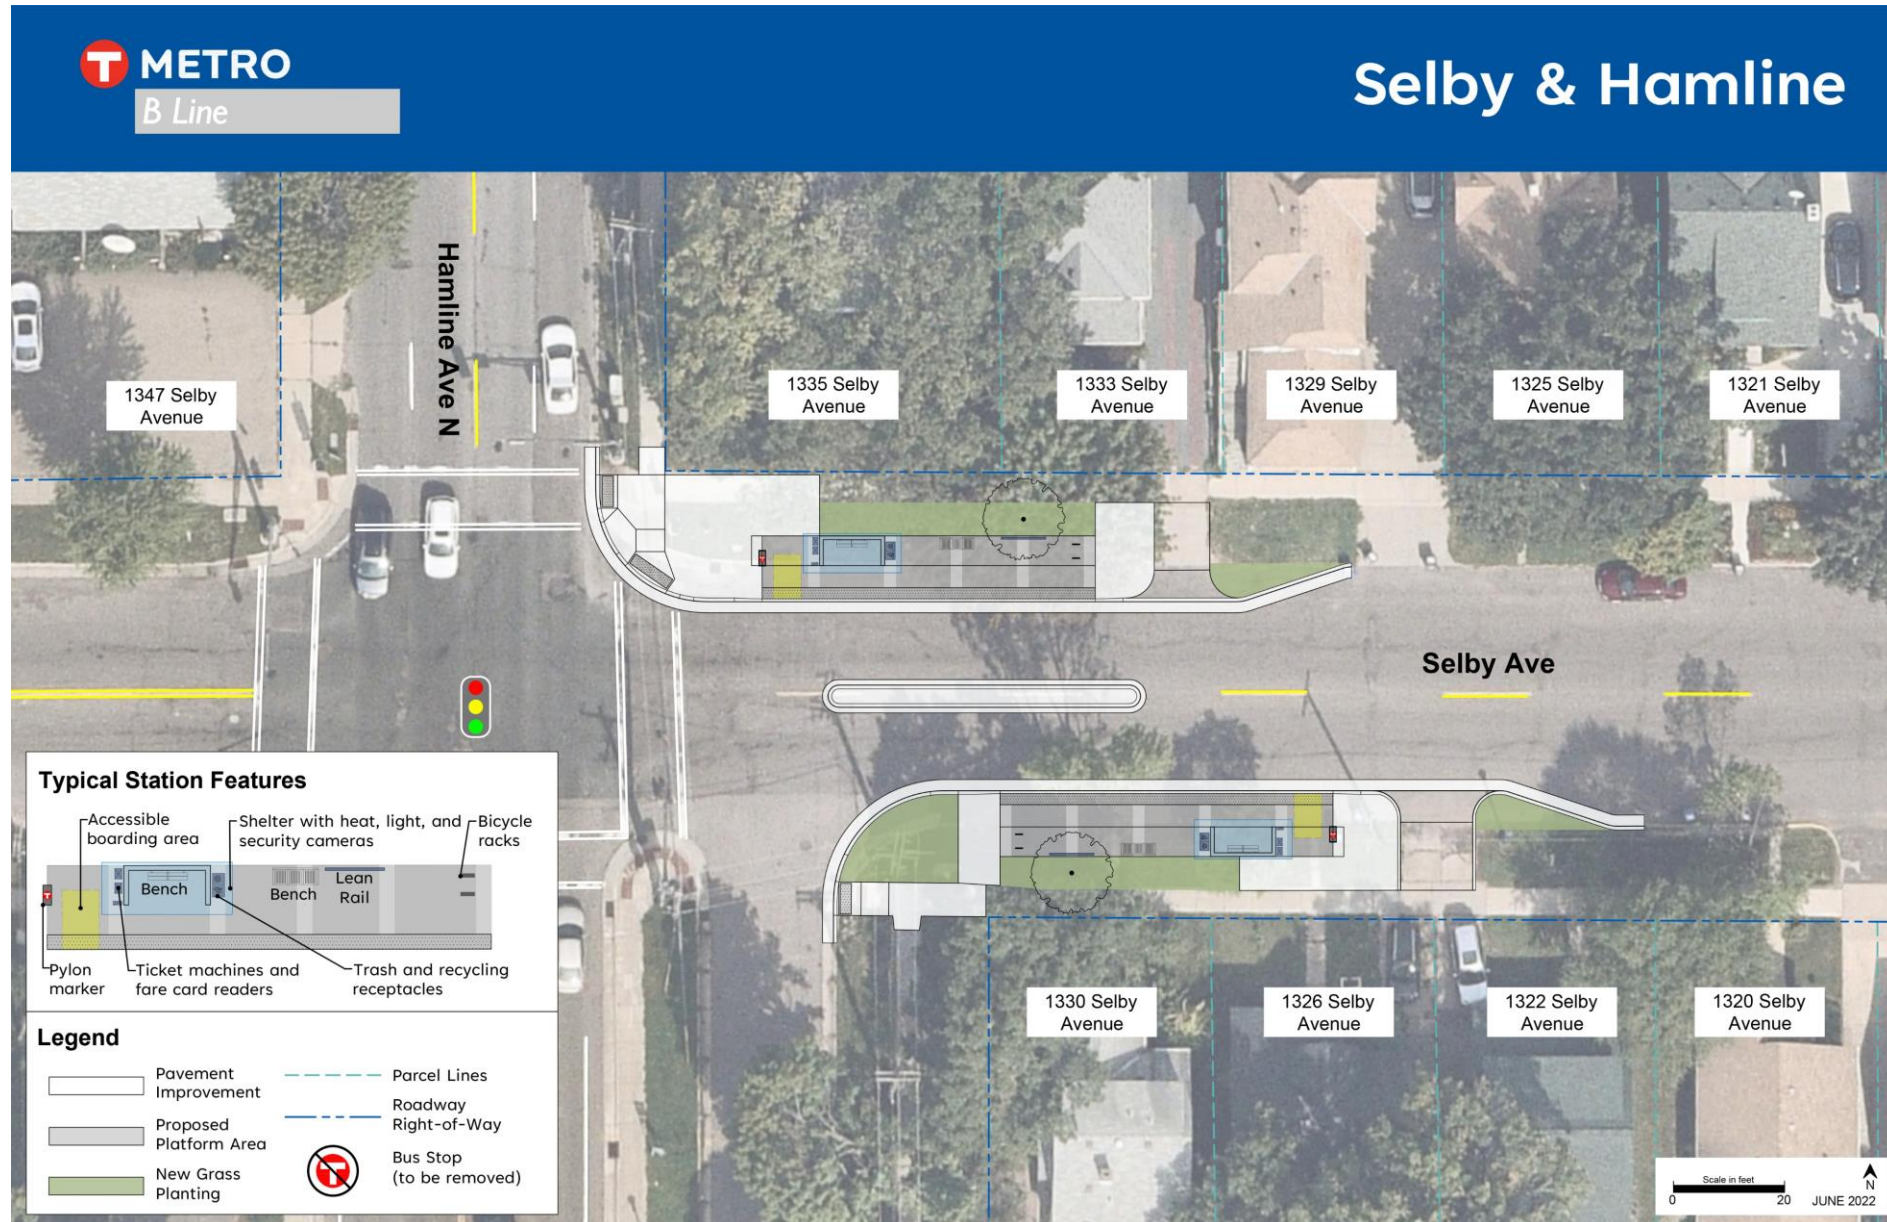 T METRO
B Line
Selby & Hamline
Hamline Ave N
1347 Selby
Avenue
1335 Selby
Avenue
1333 Selby
Avenue
1329 Selby
Avenue
1325 Selby
Avenue
1321 Selby
Avenue
Selby Ave
1330 Selby
Avenue
1326 Selby
Avenue
1322 Selby
Avenue
1320 Selby
Avenue
Typical Station Features
Accessible
boarding area
Shelter with heat, light, and
security cameras
Bicycle
racks
Bench
Bench
Lean
Rail
T
Pylon
marker
Ticket machines and
fare card readers
Trash and recycling
receptacles
Legend
Pavement
Improvement
Proposed
Platform Area
New Grass
Planting
Parcel Lines
Roadway
Right-of-Way
T
Bus Stop
(to be removed)
Scale in feet
0 20
N
JUNE 2022